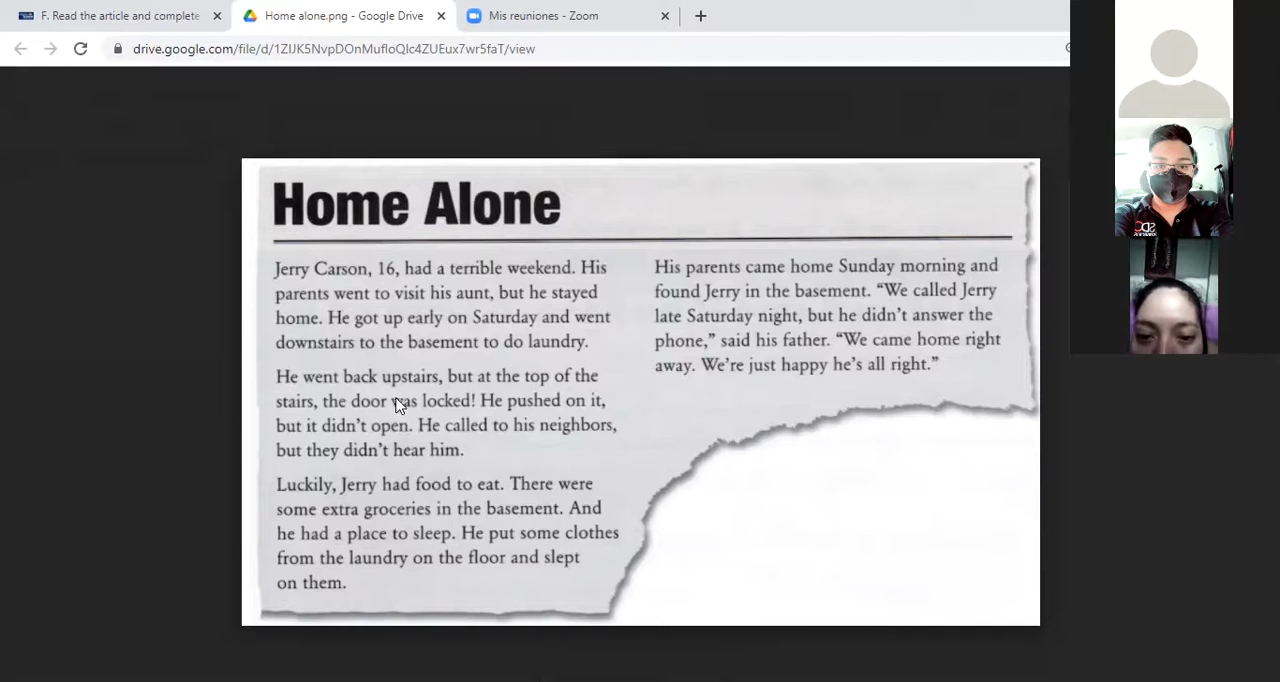 F. Read the article and complete
Home alone.png - Google Drive
Mis reuniones - Zoom
drive.google.com/file/d/1ZIJK5NvpDOnMufloQIc4ZUEux7wr5faT/view
Home Alone
Jerry Carson, 16, had a terrible weekend. His
parents went to visit his aunt, but he stayed
home. He got up early on Saturday and went
downstairs to the basement to do laundry.
He went back upstairs, but at the top of the
stairs, the door was locked! He pushed on it,
but it didn't open. He called to his neighbors,
but they didn't hear him.
Luckily, Jerry had food to eat. There were
some extra groceries in the basement. And
he had a place to sleep. He put some clothes
from the laundry on the floor and slept
on them.
His parents came home Sunday morning and
found Jerry in the basement. “We called Jerry
late Saturday night, but he didn't answer the
phone,” said his father. “We came home right
away. We're just happy he's all right.”
SDC